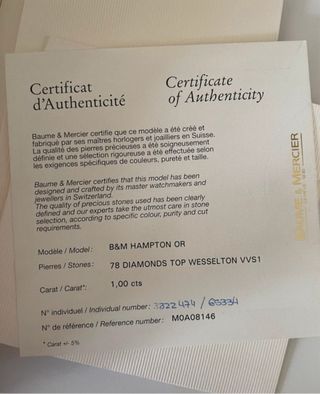 Certificat
d'Authenticité
Certificate
of Authenticity
Baume & Mercier certifie que ce modèle a été créé et
fabriqué par ses maîtres horlogers et joailliers en Suisse.
La qualité des pierres précieuses a été soigneusement
définie et une sélection rigoureuse a été effectuée selon
les exigences spécifiques de couleurs, pureté et taille.
Baume & Mercier certifies that this model has been
designed and crafted by its master watchmakers and
jewellers in Switzerland.
The quality of precious stones used has been clearly
defined and our experts take the utmost care in stone
selection, according to specific colour, purity and cut
requirements.
BAUME & MERCIER
Modèle / Model: B&M HAMPTON OR
Pierres / Stones: 78 DIAMONDS TOP WESSELTON VVS1
Carat / Carat*: 1,00 cts
N° individuel / Individual number: 3322474 / 65334
N° de référence / Reference number: M0A08146
* Carat +/- 5%